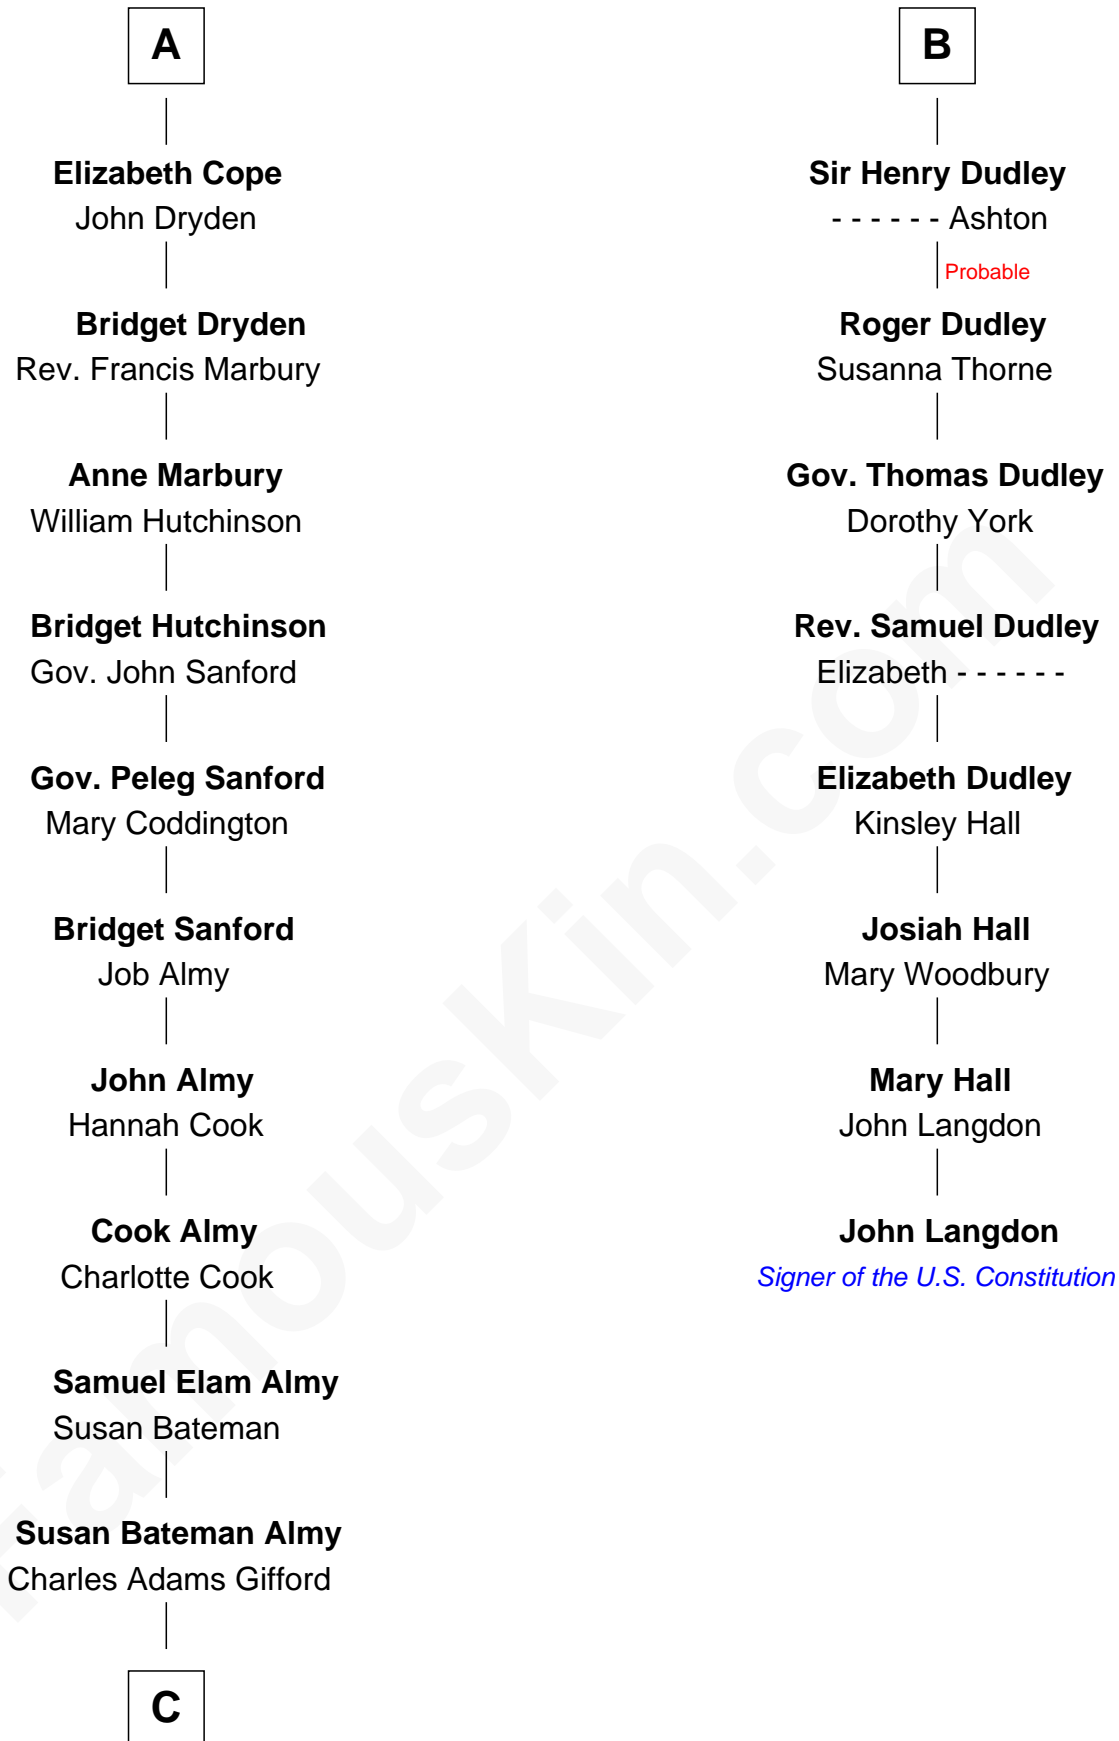 A
Elizabeth Cope
John Dryden
Bridget Dryden
Rev. Francis Marbury
Anne Marbury
William Hutchinson
Bridget Hutchinson
Gov. John Sanford
Gov. Peleg Sanford
Mary Coddington
Bridget Sanford
Job Almy
John Almy
Hannah Cook
Cook Almy
Charlotte Cook
Samuel Elam Almy
Susan Bateman
Susan Bateman Almy
Charles Adams Gifford
C
B
Sir Henry Dudley
- - - - - - Ashton
Probable
Roger Dudley
Susanna Thorne
Gov. Thomas Dudley
Dorothy York
Rev. Samuel Dudley
Elizabeth - - - - - -
Elizabeth Dudley
Kinsley Hall
Josiah Hall
Mary Woodbury
Mary Hall
John Langdon
John Langdon
Signer of the U.S. Constitution
FamousKin.com